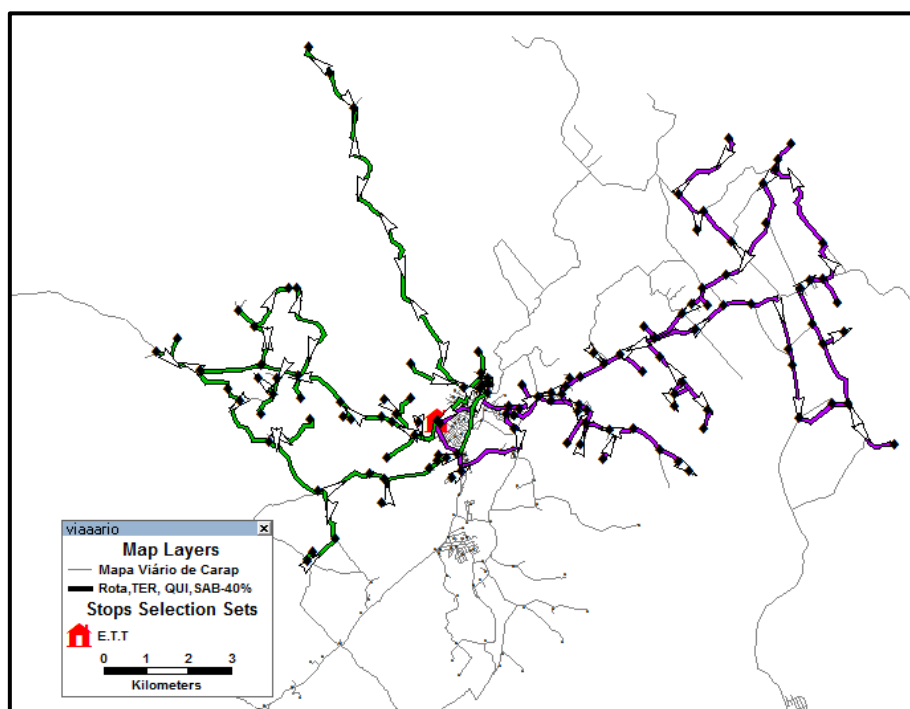 viaaario
Map Layers
Mapa Viário de Carap
Rota,TER, QUI,SAB-40%
Stops Selection Sets
E.T.T
0 1 2 3
Kilometers